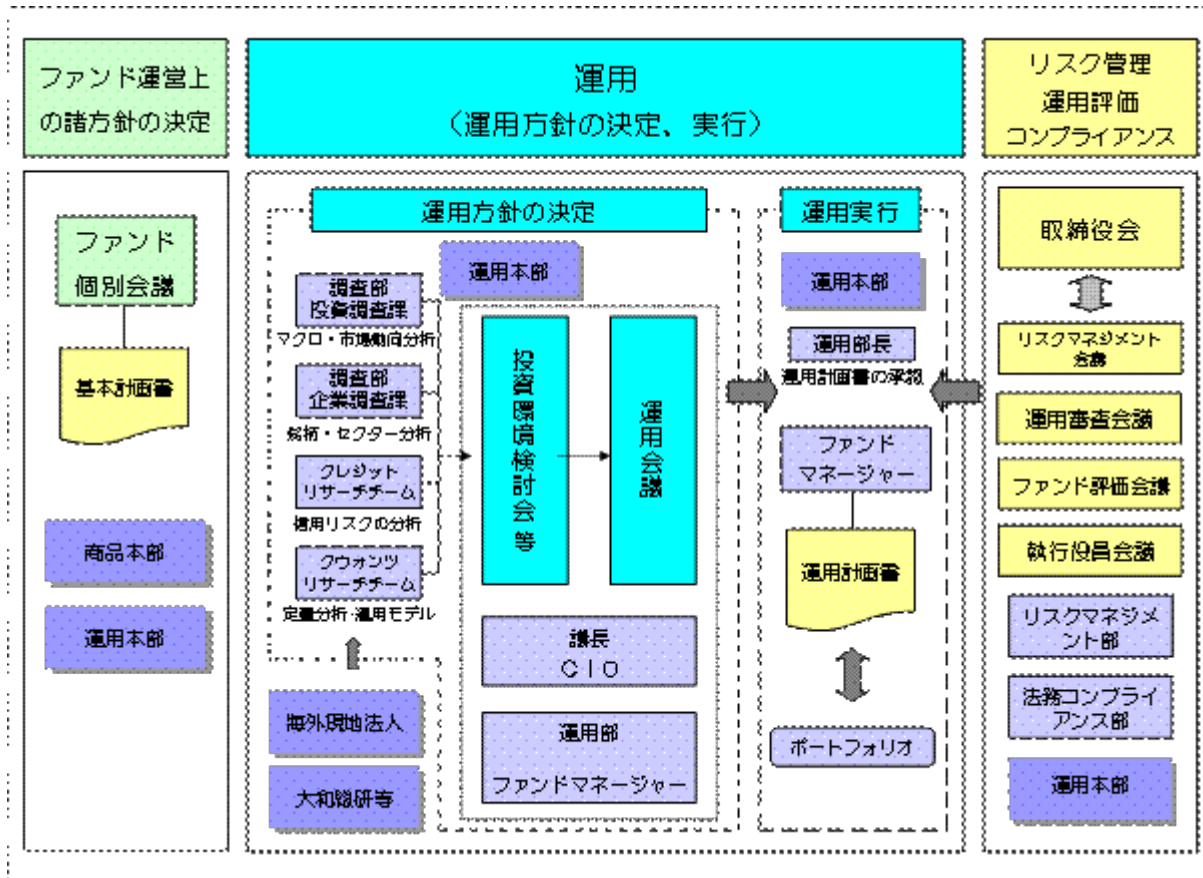 ファンド運営上
の諸方針の決定
運用
（運用方針の決定、実行）
リスク管理
運用評価
コンプライアンス
ファンド
個別会議
基本計画書
商品本部
運用本部
運用方針の決定
運用本部
調査部
投資調査課
マクロ・市場動向分析
調査部
企業調査課
銘柄・セクター分析
クレジット
リサーチチーム
信用リスクの分析
クウォンツ
リサーチチーム
定量分析・運用モデル
海外現地法人
大和総研等
投資環境検討会等
運用会議
議長
ＣＩＯ
運用部
ファンドマネージャー
運用実行
運用本部
運用部長
運用計画書の承認
ファンド
マネージャー
運用計画書
ポートフォリオ
取締役会
リスクマネジメント
会議
運用審査会議
ファンド評価会議
執行役員会議
リスクマネジメ
ント部
法務コンプライ
アンス部
運用本部